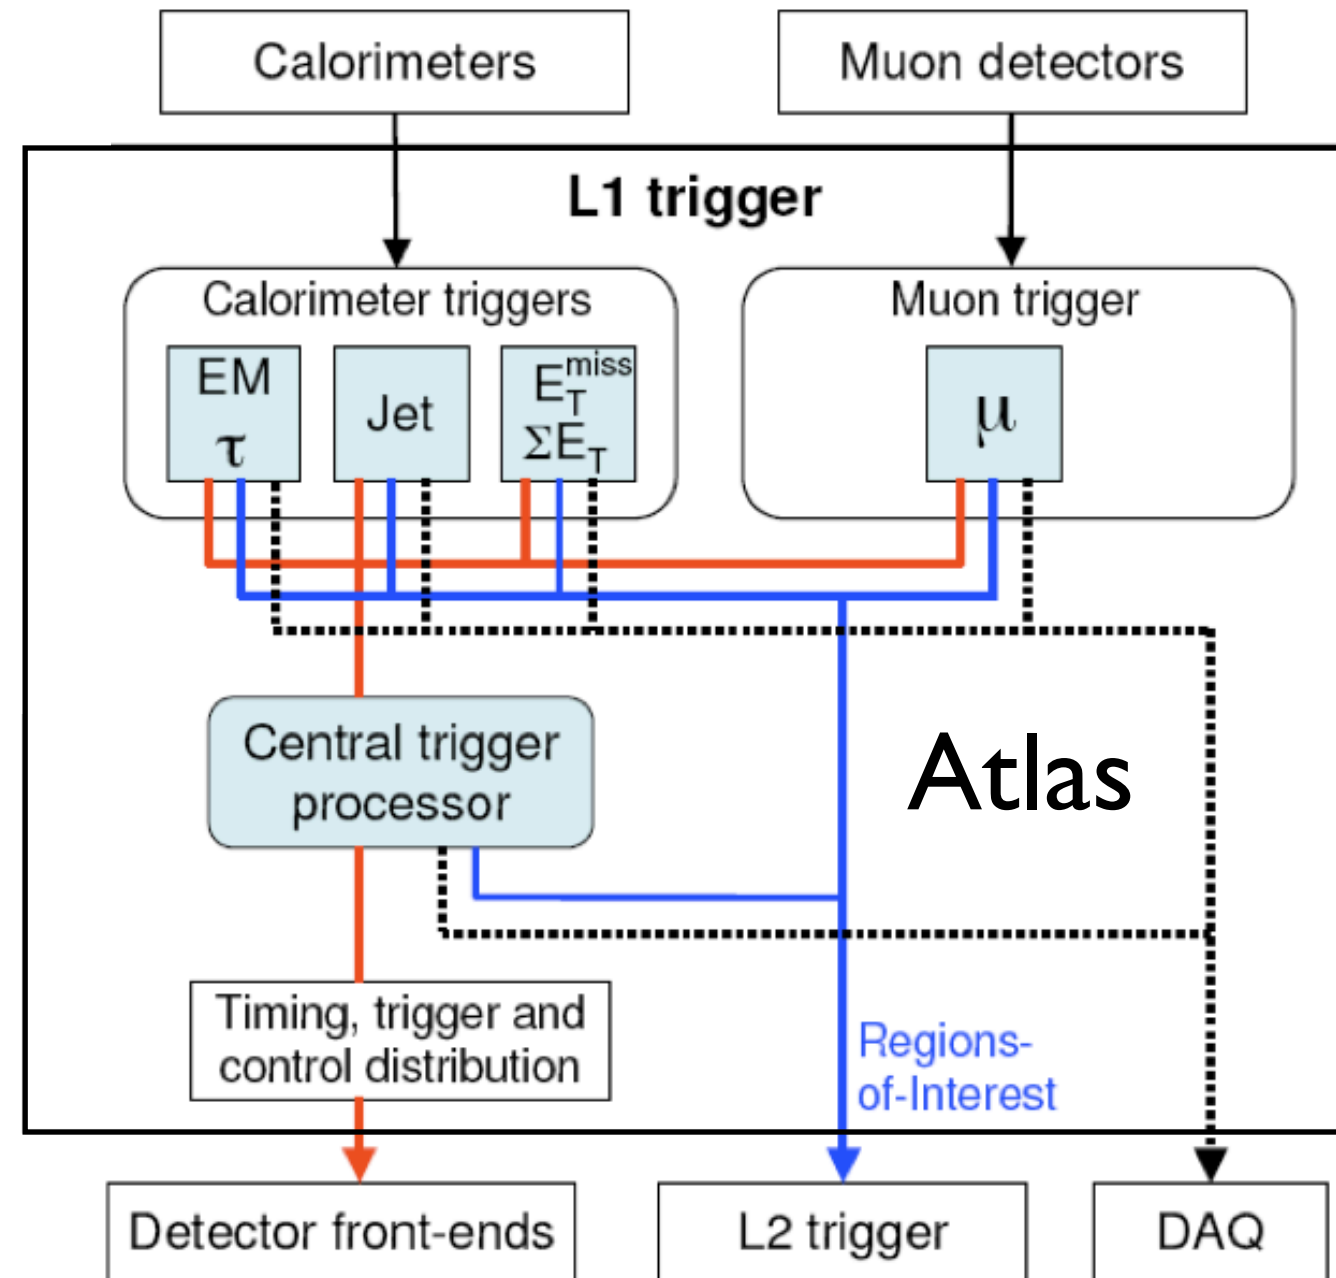 Calorimeters
Muon detectors
L1 trigger
Calorimeter triggers
Muon trigger
EM
τ
Jet
E_T^miss
ΣE_T
μ
Central trigger
processor
Atlas
Timing, trigger and
control distribution
Regions-
of-Interest
Detector front-ends
L2 trigger
DAQ